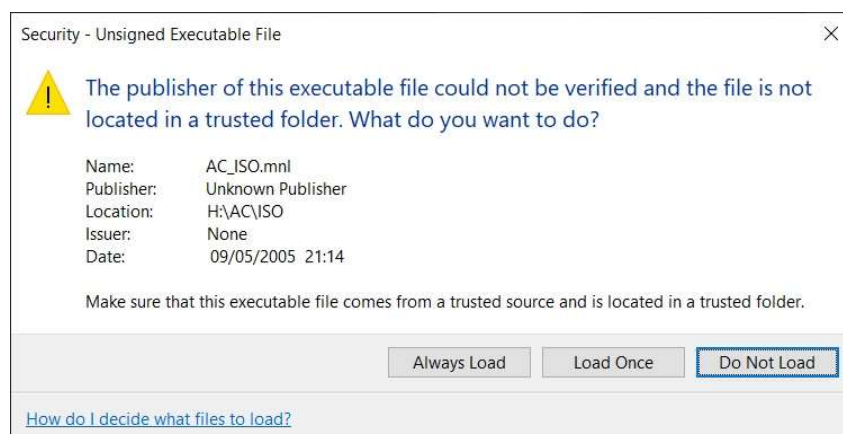 Security - Unsigned Executable File
The publisher of this executable file could not be verified and the file is not
located in a trusted folder. What do you want to do?
Name: AC_ISO.mnl
Publisher: Unknown Publisher
Location: H:\AC\ISO
Issuer: None
Date: 09/05/2005 21:14
Make sure that this executable file comes from a trusted source and is located in a trusted folder.
Always Load Load Once Do Not Load
How do I decide what files to load?